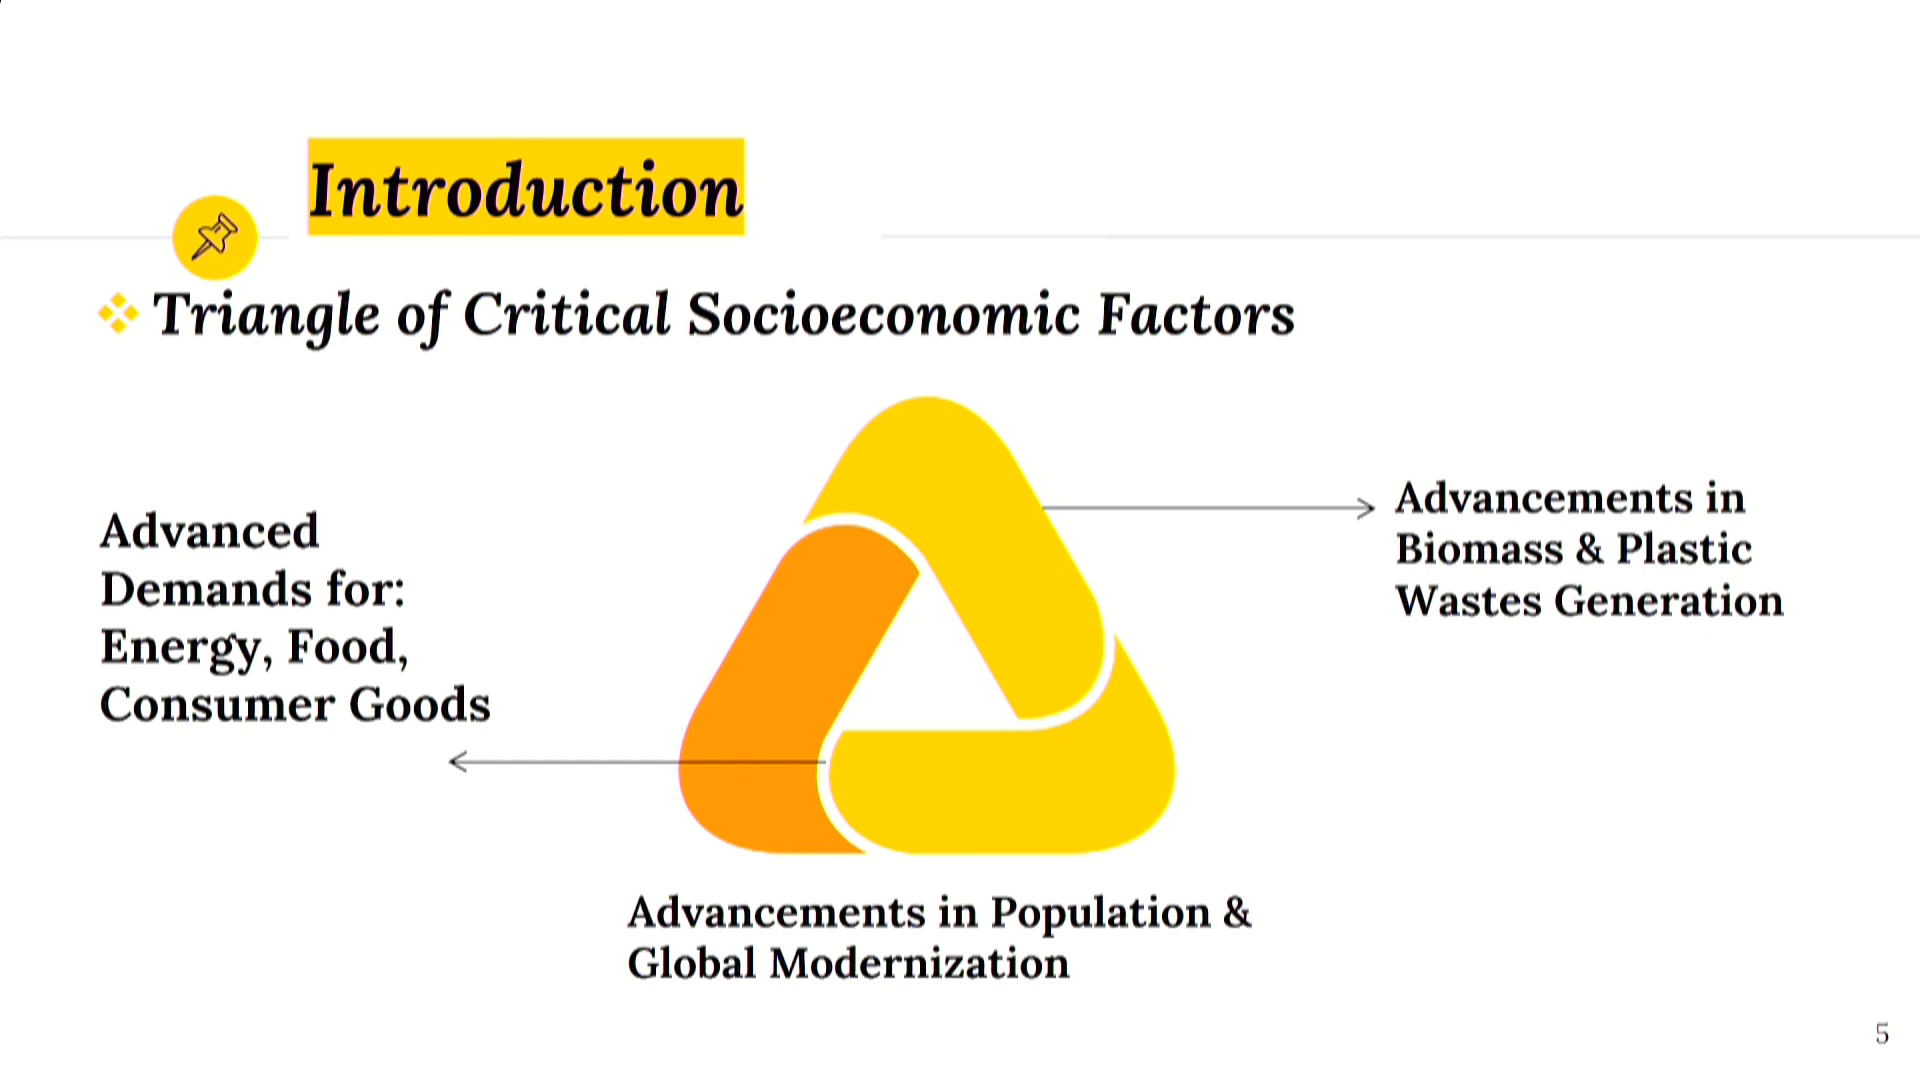 Introduction
Triangle of Critical Socioeconomic Factors
Advanced
Demands for:
Energy, Food,
Consumer Goods
Advancements in
Biomass & Plastic
Wastes Generation
Advancements in Population &
Global Modernization
5